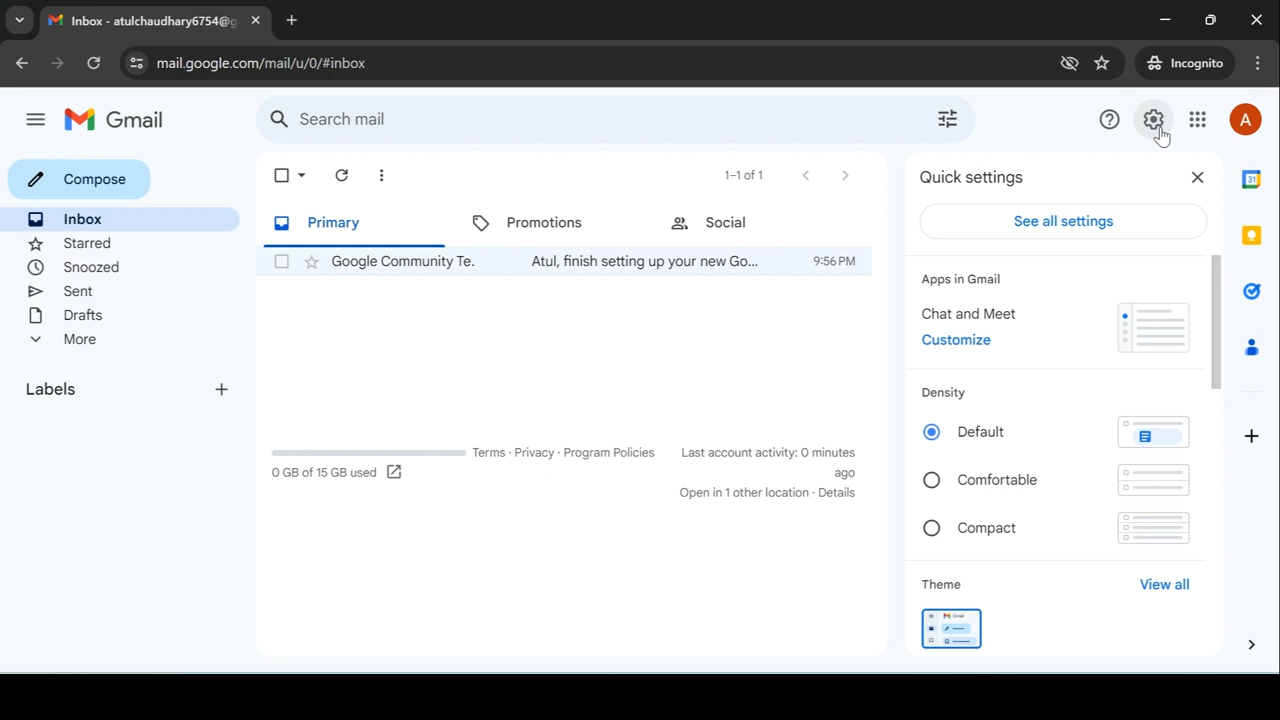 Inbox - atulchaudhary6754@g
mail.google.com/mail/u/0/#inbox
Incognito
Gmail
Search mail
A
Compose
Inbox
Starred
Snoozed
Sent
Drafts
More
Labels
1–1 of 1
Primary
Promotions
Social
Google Community Te.
Atul, finish setting up your new Go...
9:56 PM
0 GB of 15 GB used
Terms · Privacy · Program Policies
Last account activity: 0 minutes
ago
Open in 1 other location · Details
Quick settings
See all settings
Apps in Gmail
Chat and Meet
Customize
Density
Default
Comfortable
Compact
Theme
View all
Gmail
31